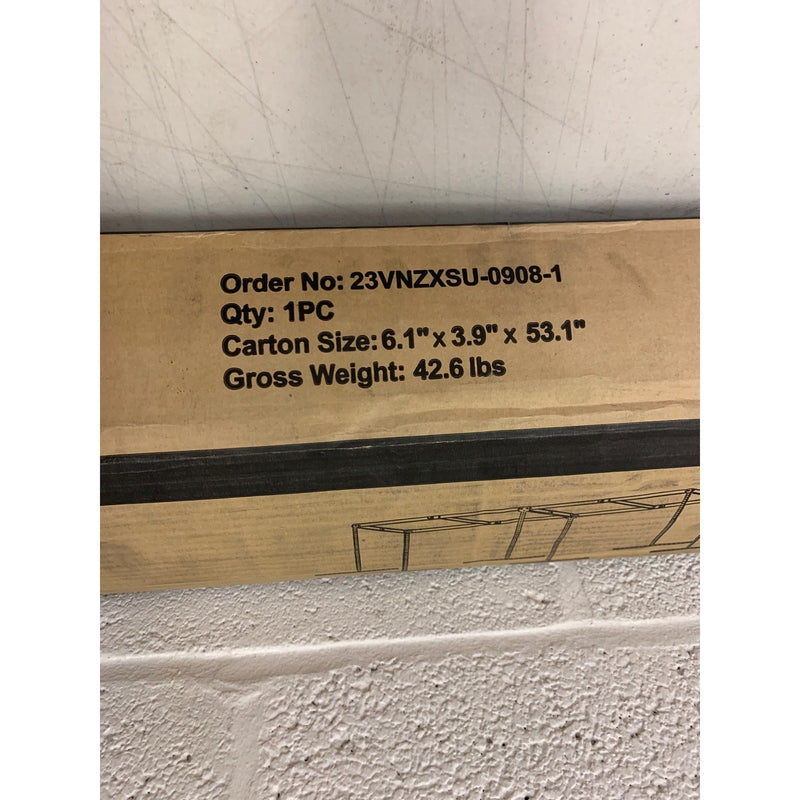 Order No: 23VNZXSU-0908-1
Qty: 1PC
Carton Size: 6.1" x 3.9" x 53.1"
Gross Weight: 42.6 lbs